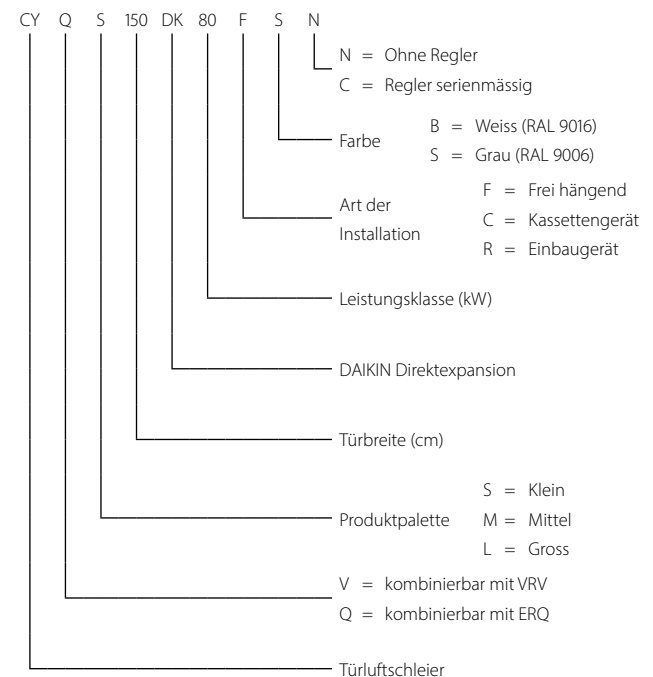 CY Q S 150 DK 80 F S N
N = Ohne Regler
C = Regler serienmässig
Farbe
B = Weiss (RAL 9016)
S = Grau (RAL 9006)
Art der
Installation
F = Frei hängend
C = Kassettengerät
R = Einbaugerät
Leistungsklasse (kW)
DAIKIN Direktexpansion
Türbreite (cm)
Produktpalette
S = Klein
M = Mittel
L = Gross
V = kombinierbar mit VRV
Q = kombinierbar mit ERQ
Türluftschleier